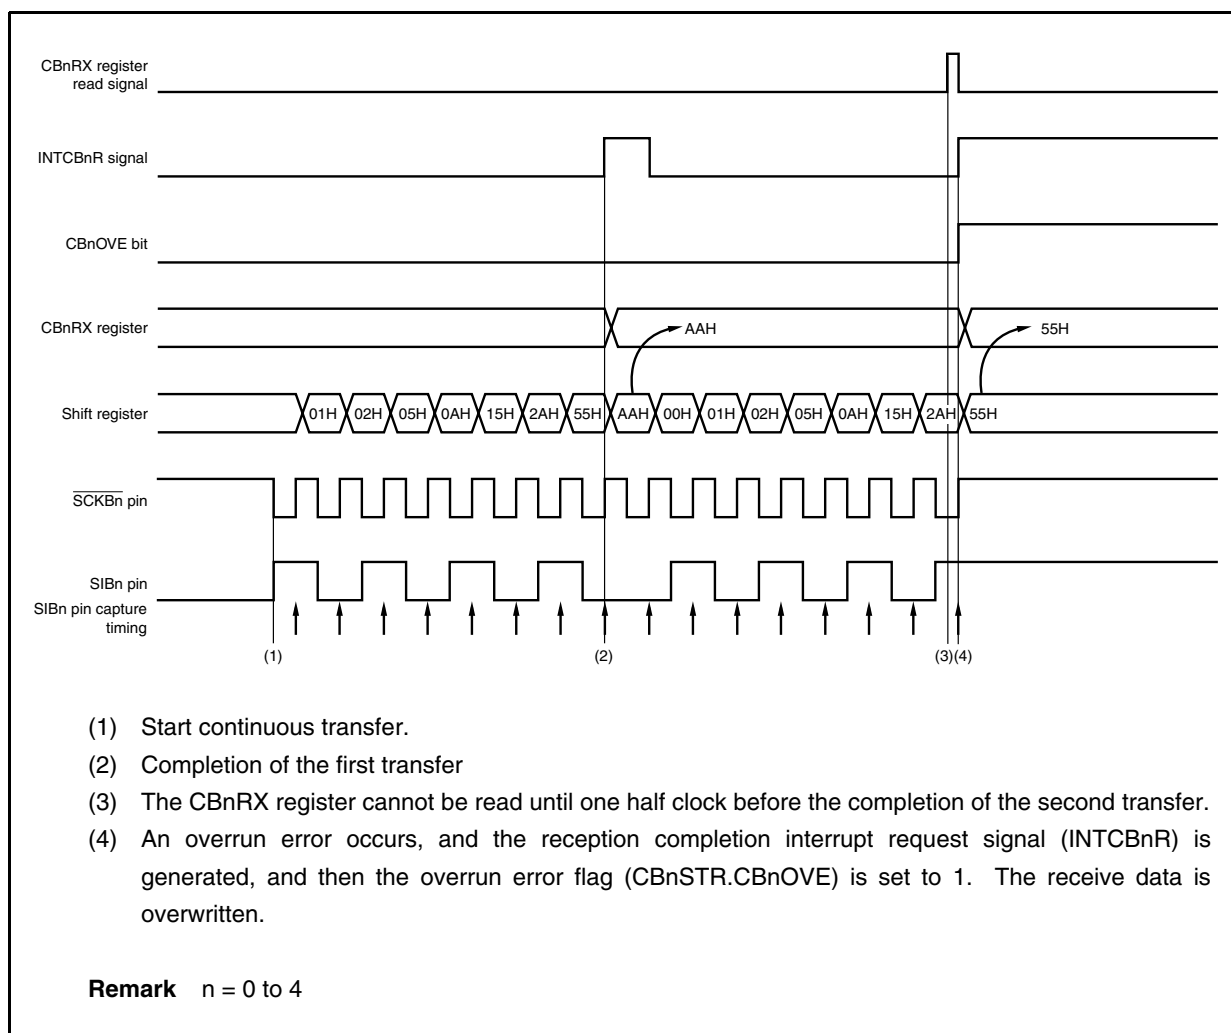 CBnRX register
read signal
INTCBnR signal
CBnOVE bit
CBnRX register
AAH
55H
Shift register
01H 02H 05H 0AH 15H 2AH 55H AAH 00H 01H 02H 05H 0AH 15H 2AH 55H
SCKBn pin
SIBn pin
SIBn pin capture
timing
(1) (2) (3) (4)
(1) Start continuous transfer.
(2) Completion of the first transfer
(3) The CBnRX register cannot be read until one half clock before the completion of the second transfer.
(4) An overrun error occurs, and the reception completion interrupt request signal (INTCBnR) is
generated, and then the overrun error flag (CBnSTR.CBnOVE) is set to 1. The receive data is
overwritten.
Remark n = 0 to 4